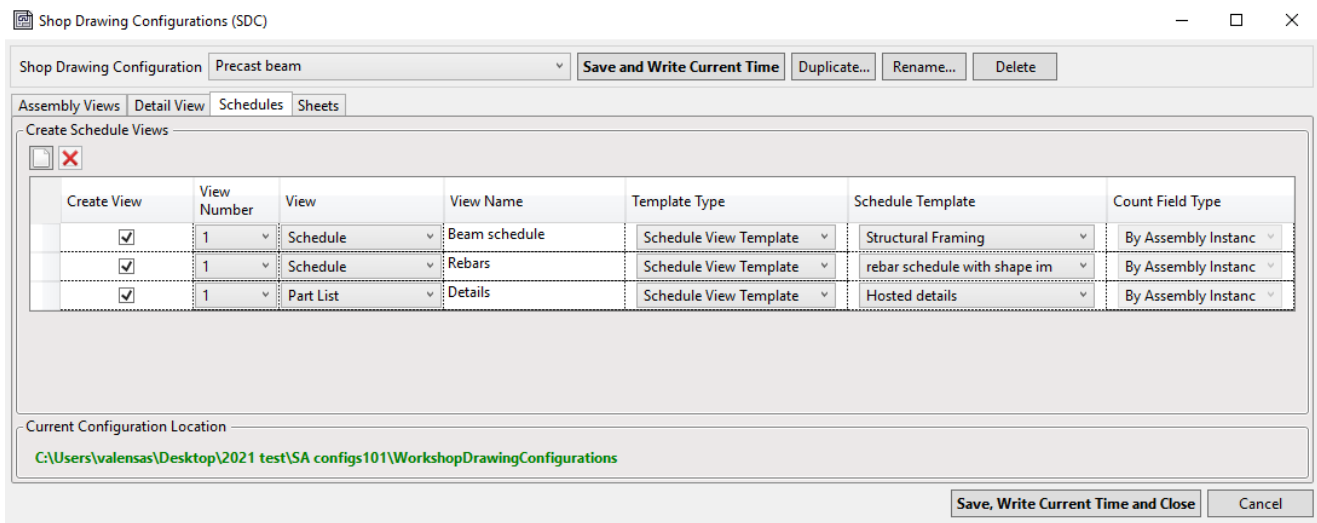 Shop Drawing Configurations (SDC)
Shop Drawing Configuration Precast beam Save and Write Current Time Duplicate... Rename... Delete
Assembly Views Detail View Schedules Sheets
Create Schedule Views
Create View View Number View View Name Template Type Schedule Template Count Field Type
1 Schedule Beam schedule Schedule View Template Structural Framing By Assembly Instanc
1 Schedule Rebars Schedule View Template rebar schedule with shape im By Assembly Instanc
1 Part List Details Schedule View Template Hosted details By Assembly Instanc
Current Configuration Location
C:\Users\valensas\Desktop\2021 test\SA configs101\WorkshopDrawingConfigurations
Save, Write Current Time and Close Cancel